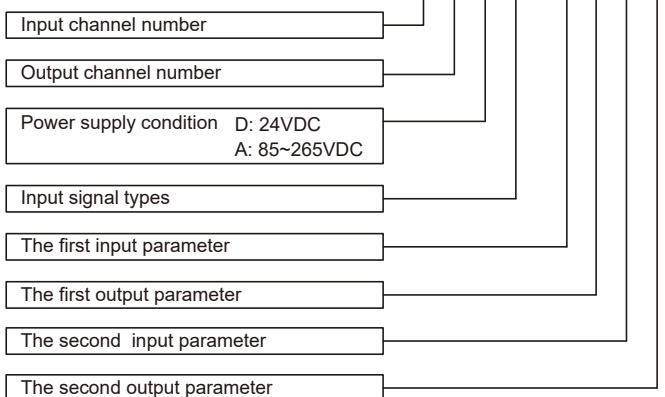 Input channel number
Output channel number
Power supply condition D: 24VDC
A: 85~265VDC
Input signal types
The first input parameter
The first output parameter
The second input parameter
The second output parameter